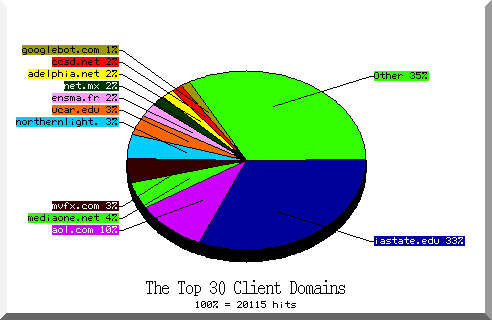 googlebot.com 1%
ccsd.net 2%
adelphia.net 2%
net.mx 2%
ensma.fr 2%
ucar.edu 3%
northernlight. 3%
Other 35%
mvfx.com 3%
mediaone.net 4%
aol.com 10%
iastate.edu 33%
The Top 30 Client Domains
100% = 20115 hits